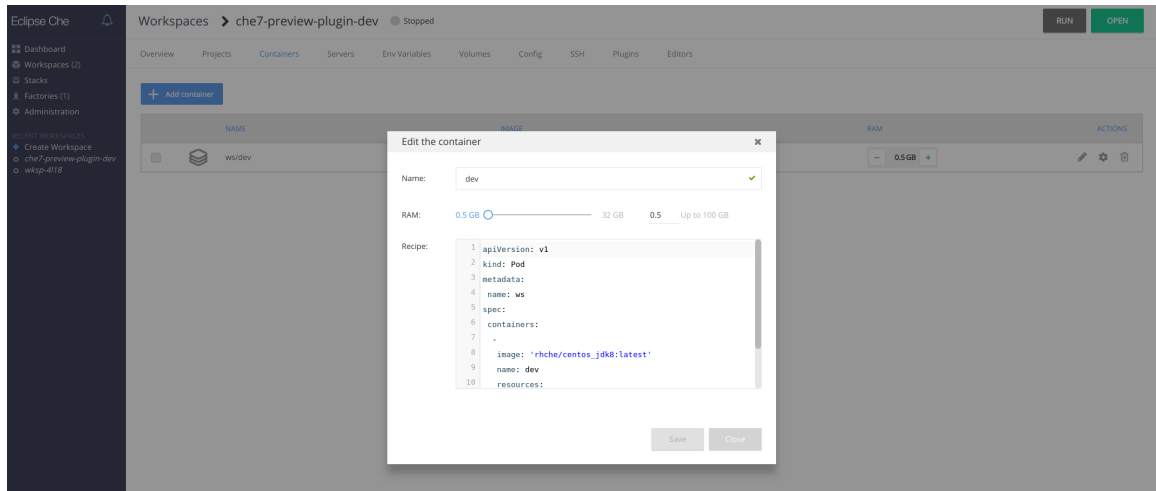 Eclipse Che
Workspaces > che7-preview-plugin-dev Stopped
RUN OPEN
Dashboard
Workspaces (2)
Stacks
Factories (1)
Administration
RECENT WORKSPACES
+ Create Workspace
che7-preview-plugin-dev
wksp-4l18
Overview Projects Containers Servers Env Variables Volumes Config SSH Plugins Editors
+ Add container
NAME IMAGE RAM ACTIONS
ws/dev − 0.5 GB +
Edit the container ✖
Name: dev
RAM: 0.5 GB 32 GB 0.5 Up to 100 GB
Recipe:
1 apiVersion: v1
2 kind: Pod
3 metadata:
4 name: ws
5 spec:
6 containers:
7 -
8 image: 'rhche/centos_jdk8:latest'
9 name: dev
10 resources:
Save Close